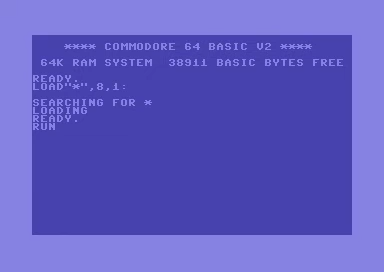 **** COMMODORE 64 BASIC V2 ****
64K RAM SYSTEM  38911 BASIC BYTES FREE
READY.
LOAD"*",8,1:
SEARCHING FOR *
LOADING
READY.
RUN